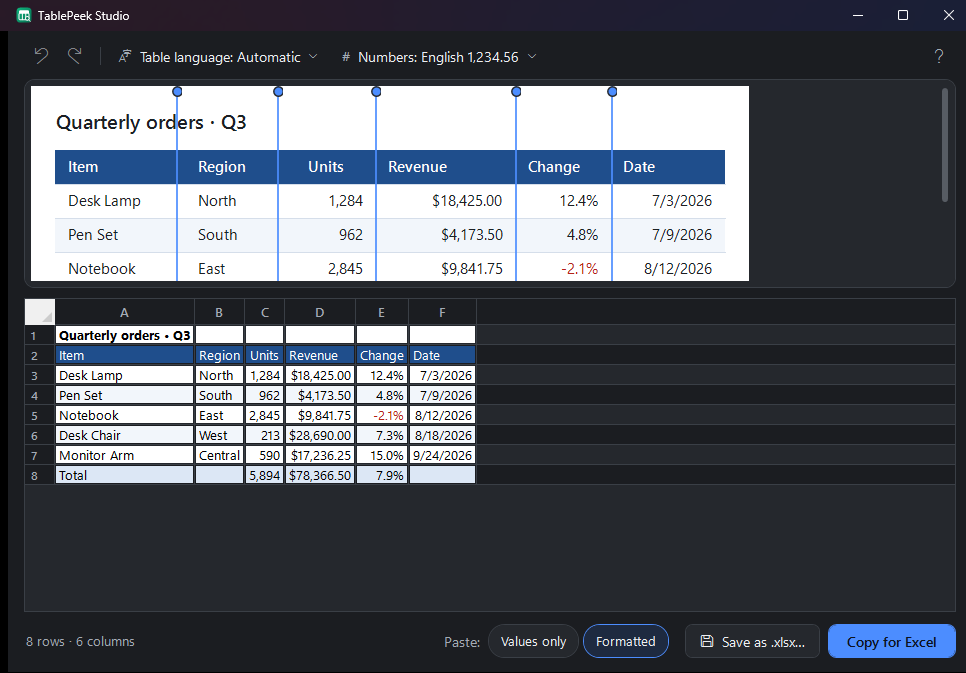 TablePeek Studio
Table language: Automatic # Numbers: English 1,234.56 ?
Quarterly orders · Q3
Item Region Units Revenue Change Date
Desk Lamp North 1,284 $18,425.00 12.4% 7/3/2026
Pen Set South 962 $4,173.50 4.8% 7/9/2026
Notebook East 2,845 $9,841.75 -2.1% 8/12/2026
A B C D E F
1 Quarterly orders · Q3
2 Item Region Units Revenue Change Date
3 Desk Lamp North 1,284 $18,425.00 12.4% 7/3/2026
4 Pen Set South 962 $4,173.50 4.8% 7/9/2026
5 Notebook East 2,845 $9,841.75 -2.1% 8/12/2026
6 Desk Chair West 213 $28,690.00 7.3% 8/18/2026
7 Monitor Arm Central 590 $17,236.25 15.0% 9/24/2026
8 Total 5,894 $78,366.50 7.9%
8 rows · 6 columns Paste: Values only Formatted Save as .xlsx... Copy for Excel